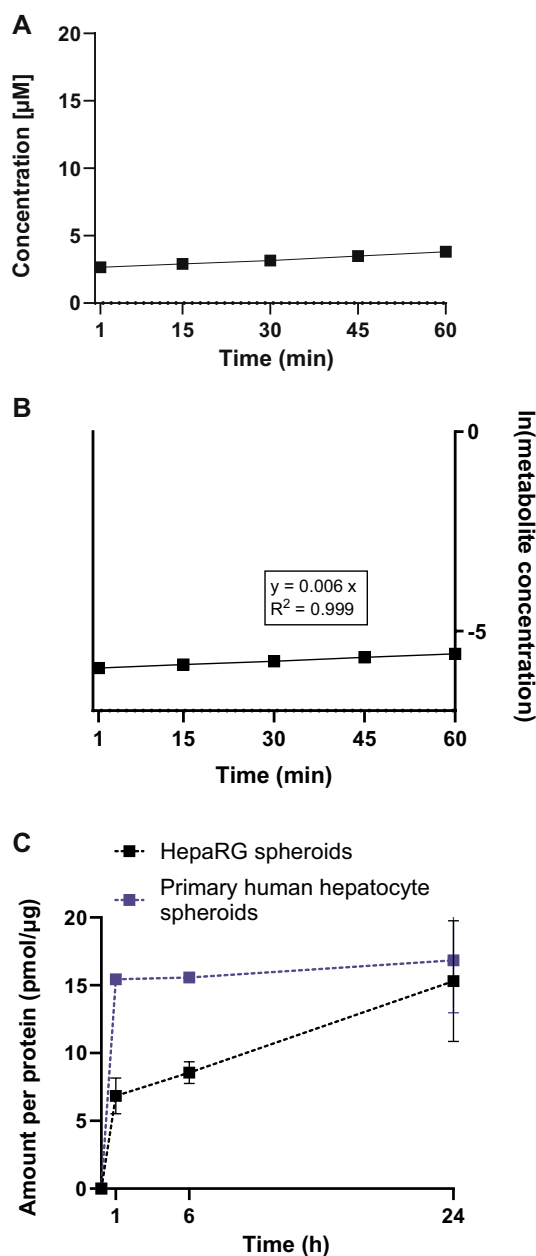 A
Concentration [µM]
20
15
10
5
0
1 15 30 45 60
Time (min)
B
0
-5
ln(metabolite concentration)
y = 0.006 x
R² = 0.999
1 15 30 45 60
Time (min)
C
HepaRG spheroids
Primary human hepatocyte
spheroids
Amount per protein (pmol/µg)
20
15
10
5
0
1 6 24
Time (h)